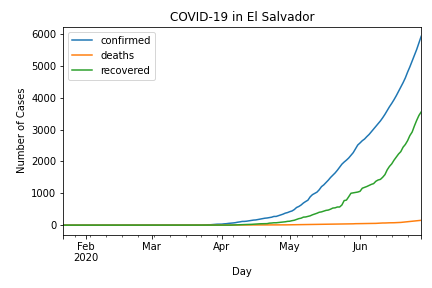 COVID-19 in El Salvador
confirmed
deaths
recovered
Number of Cases
6000
5000
4000
3000
2000
1000
0
Feb
2020
Mar
Apr
May
Jun
Day